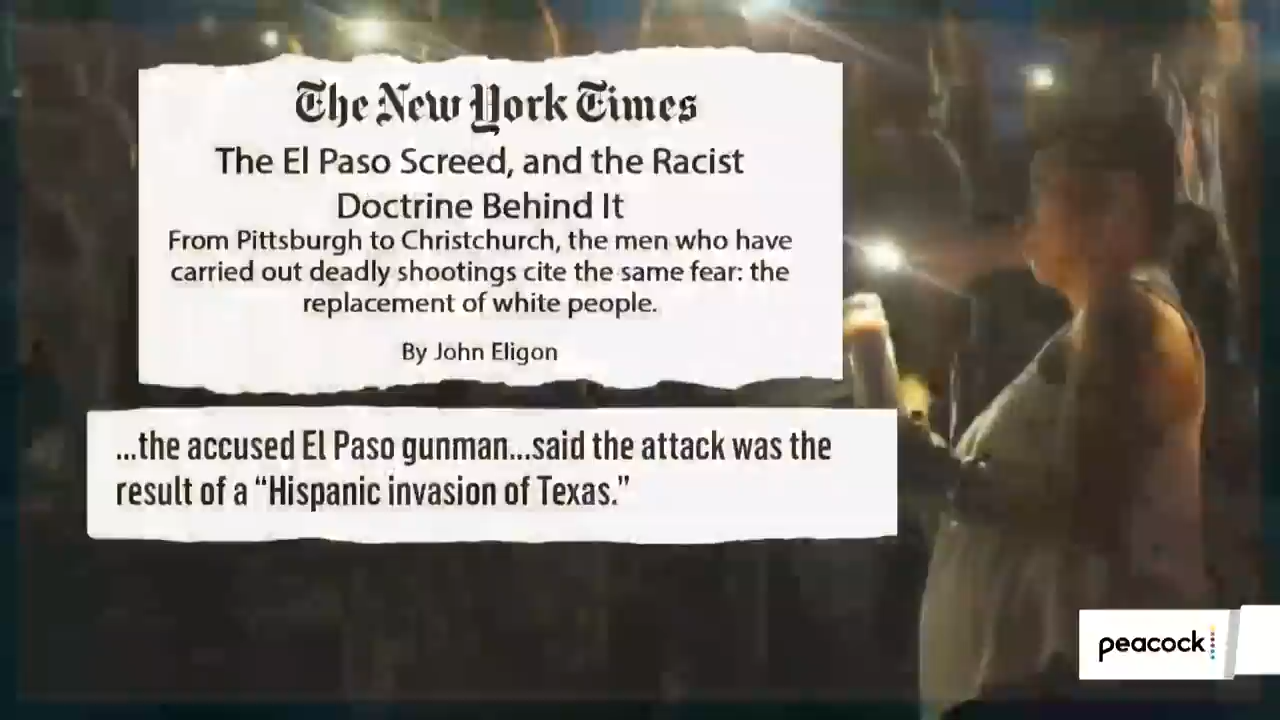 The New York Times
The El Paso Screed, and the Racist
Doctrine Behind It
From Pittsburgh to Christchurch, the men who have
carried out deadly shootings cite the same fear: the
replacement of white people.
By John Eligon
...the accused El Paso gunman...said the attack was the
result of a “Hispanic invasion of Texas.”
peacock